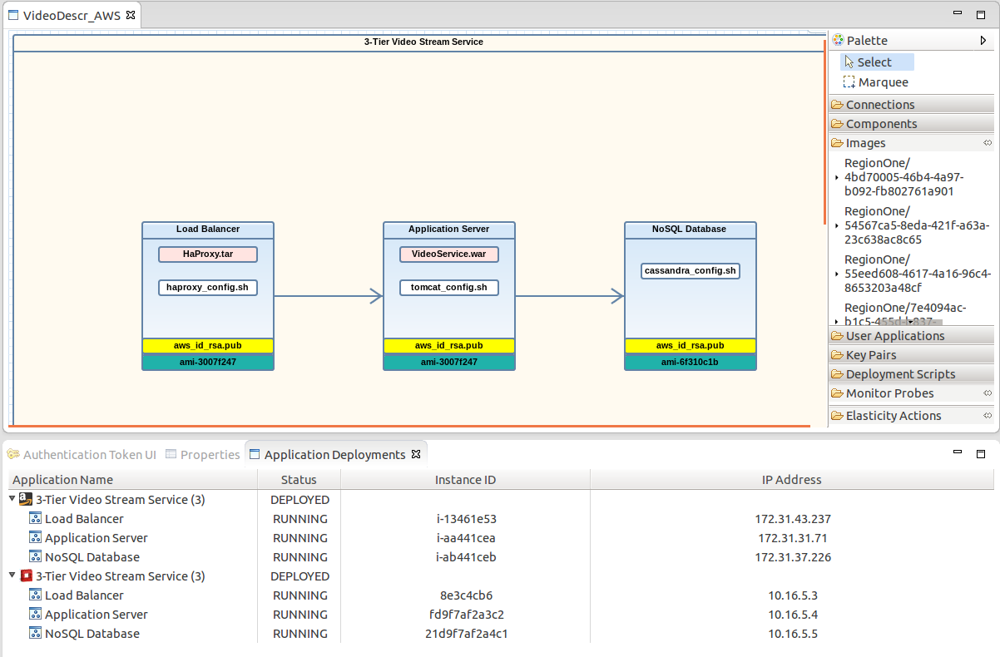 VideoDescr_AWS
3-Tier Video Stream Service
Load Balancer
HaProxy.tar
haproxy_config.sh
aws_id_rsa.pub
ami-3007f247
Application Server
VideoService.war
tomcat_config.sh
aws_id_rsa.pub
ami-3007f247
NoSQL Database
cassandra_config.sh
aws_id_rsa.pub
ami-6f310c1b
Palette
Select
Marquee
Connections
Components
Images
RegionOne/
4bd70005-46b4-4a97-
b092-fb802761a901
RegionOne/
54567ca5-8eda-421f-a63a-
23c638ac8c65
RegionOne/
55eed608-4617-4a16-96c4-
8653203a48cf
RegionOne/7e4094ac-
b1c5-455d-b837-
User Applications
Key Pairs
Deployment Scripts
Monitor Probes
Elasticity Actions
Authentication Token UI Properties Application Deployments
Application Name Status Instance ID IP Address
3-Tier Video Stream Service (3) DEPLOYED
Load Balancer RUNNING i-13461e53 172.31.43.237
Application Server RUNNING i-aa441cea 172.31.31.71
NoSQL Database RUNNING i-ab441ceb 172.31.37.226
3-Tier Video Stream Service (3) DEPLOYED
Load Balancer RUNNING 8e3c4cb6 10.16.5.3
Application Server RUNNING fd9f7af2a3c2 10.16.5.4
NoSQL Database RUNNING 21d9f7af2a4c1 10.16.5.5